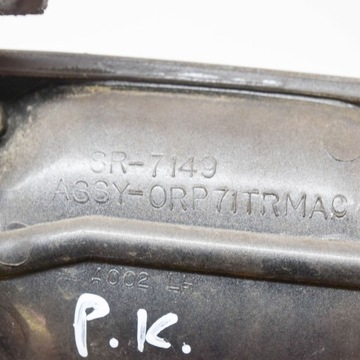 SR-7149
ASSY-ORP71TRMAC
A002 LH
P.K.